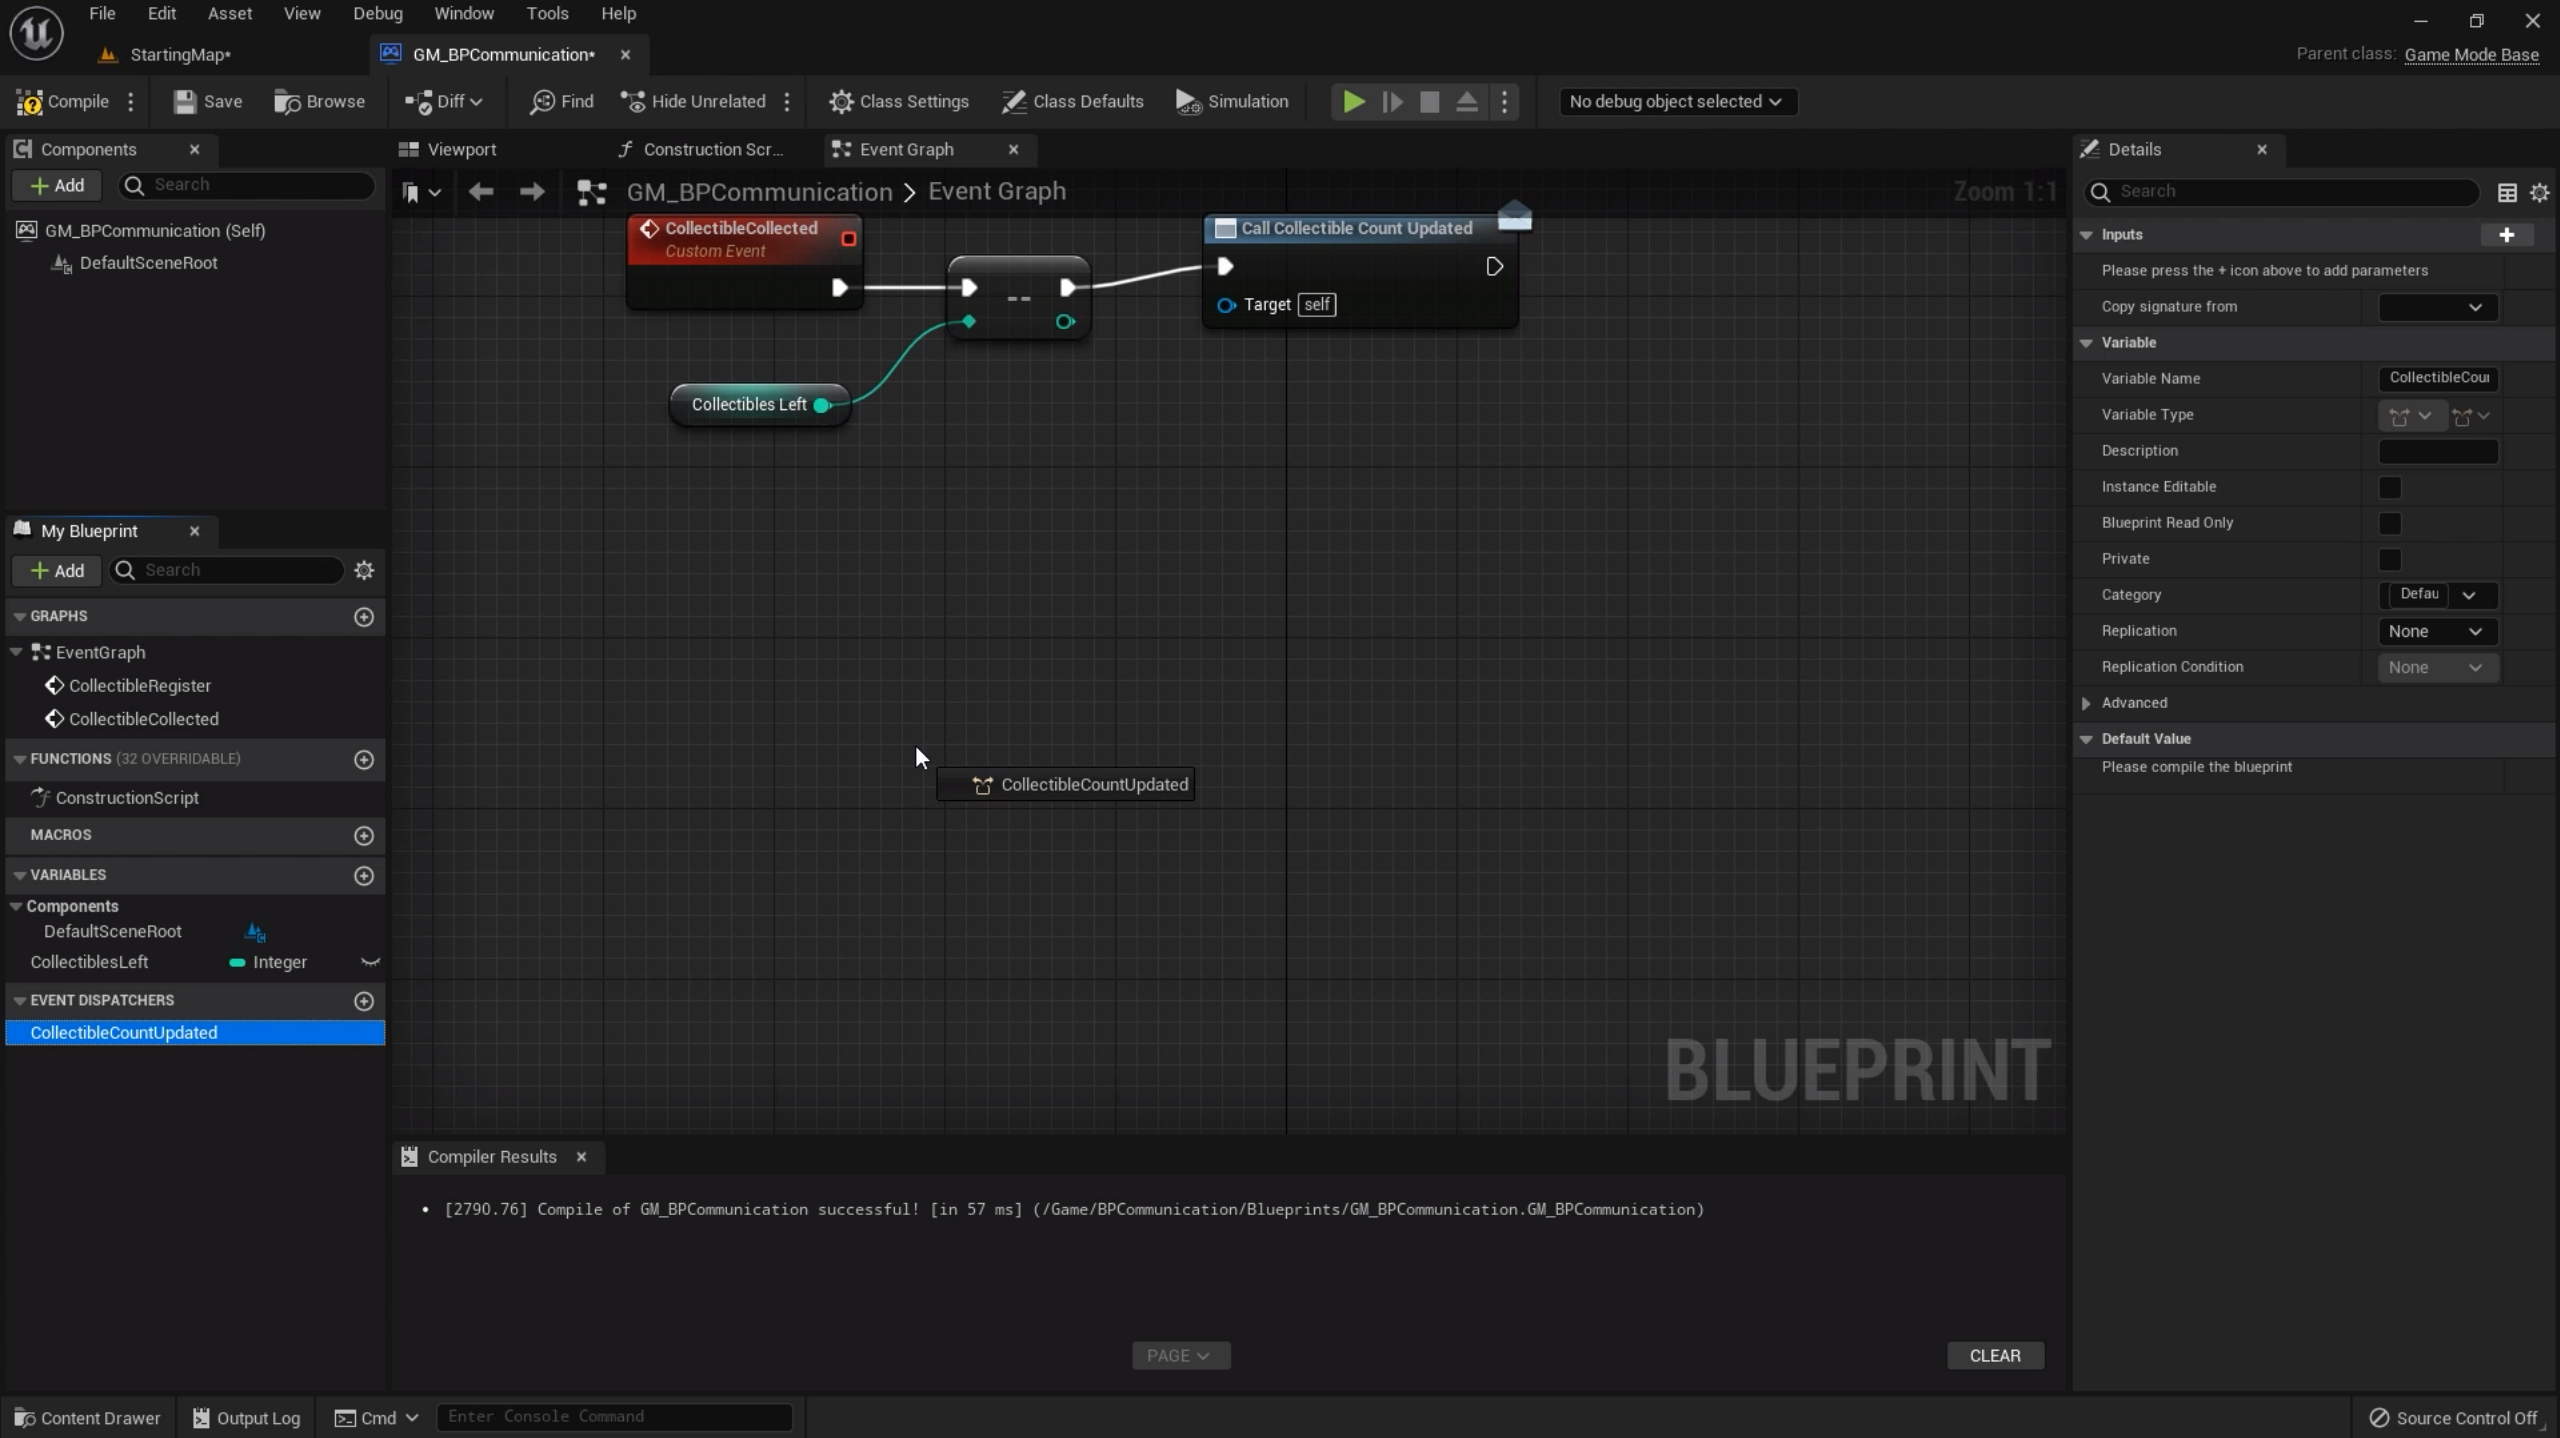 File Edit Asset View Debug Window Tools Help
StartingMap* GM_BPCommunication*
Parent class: Game Mode Base
Compile Save Browse Diff Find Hide Unrelated Class Settings Class Defaults Simulation No debug object selected
Components
Add Search
GM_BPCommunication (Self)
DefaultSceneRoot
My Blueprint
Add Search
GRAPHS
EventGraph
CollectibleRegister
CollectibleCollected
FUNCTIONS (32 OVERRIDABLE)
ConstructionScript
MACROS
VARIABLES
Components
DefaultSceneRoot
CollectiblesLeft Integer
EVENT DISPATCHERS
CollectibleCountUpdated
Viewport Construction Scr... Event Graph
GM_BPCommunication > Event Graph
Zoom 1:1
CollectibleCollected
Custom Event
--
Call Collectible Count Updated
Target self
Collectibles Left
CollectibleCountUpdated
BLUEPRINT
Compiler Results
• [2790.76] Compile of GM_BPCommunication successful! [in 57 ms] (/Game/BPCommunication/Blueprints/GM_BPCommunication.GM_BPCommunication)
PAGE
CLEAR
Details
Search
Inputs
Please press the + icon above to add parameters
Copy signature from
Variable
Variable Name CollectibleCou
Variable Type
Description
Instance Editable
Blueprint Read Only
Private
Category Defau
Replication None
Replication Condition None
Advanced
Default Value
Please compile the blueprint
Content Drawer Output Log Cmd Enter Console Command
Source Control Off